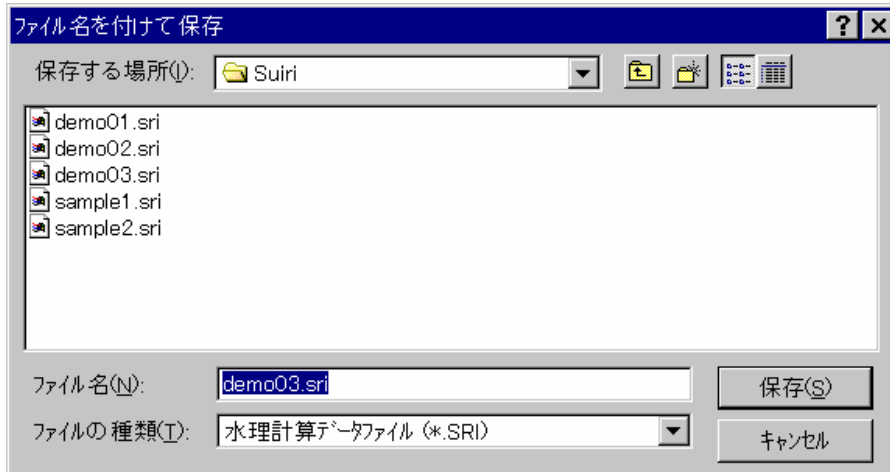 ﾌｧｲﾙ名を付けて保存
保存する場所(I): Suiri
demo01.sri
demo02.sri
demo03.sri
sample1.sri
sample2.sri
ﾌｧｲﾙ名(N): demo03.sri 保存(S)
ﾌｧｲﾙの種類(T): 水理計算ﾃﾞｰﾀﾌｧｲﾙ (*.SRI) ｷｬﾝｾﾙ